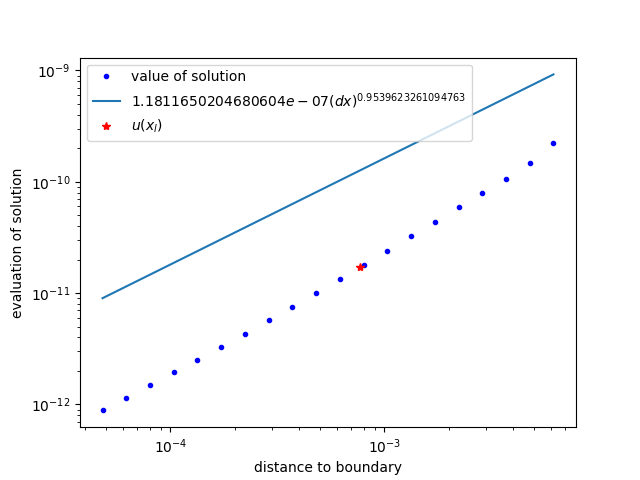 10⁻⁹
value of solution
1.1811650204680604e − 07(dx)^0.9539623261094763
u(x_l)
10⁻¹⁰
10⁻¹¹
10⁻¹²
evaluation of solution
10⁻⁴
10⁻³
distance to boundary